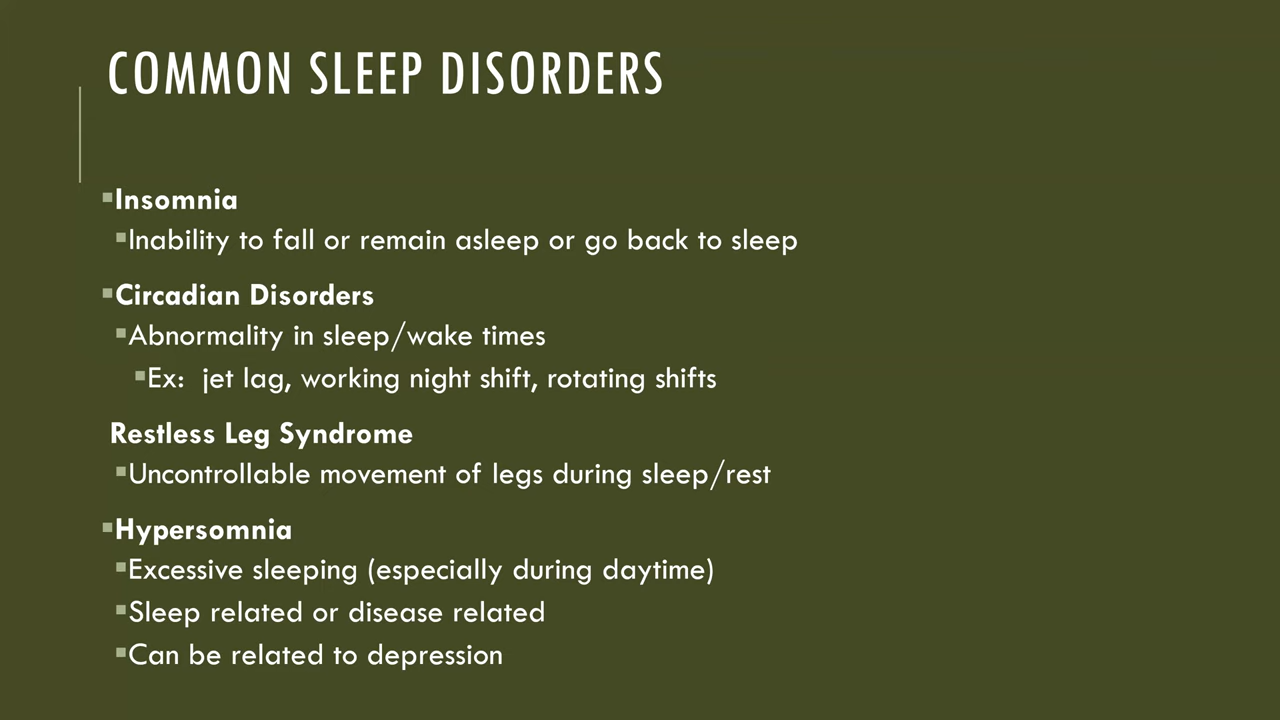 COMMON SLEEP DISORDERS
▪Insomnia
▪Inability to fall or remain asleep or go back to sleep
▪Circadian Disorders
▪Abnormality in sleep/wake times
▪Ex:  jet lag, working night shift, rotating shifts
Restless Leg Syndrome
▪Uncontrollable movement of legs during sleep/rest
▪Hypersomnia
▪Excessive sleeping (especially during daytime)
▪Sleep related or disease related
▪Can be related to depression